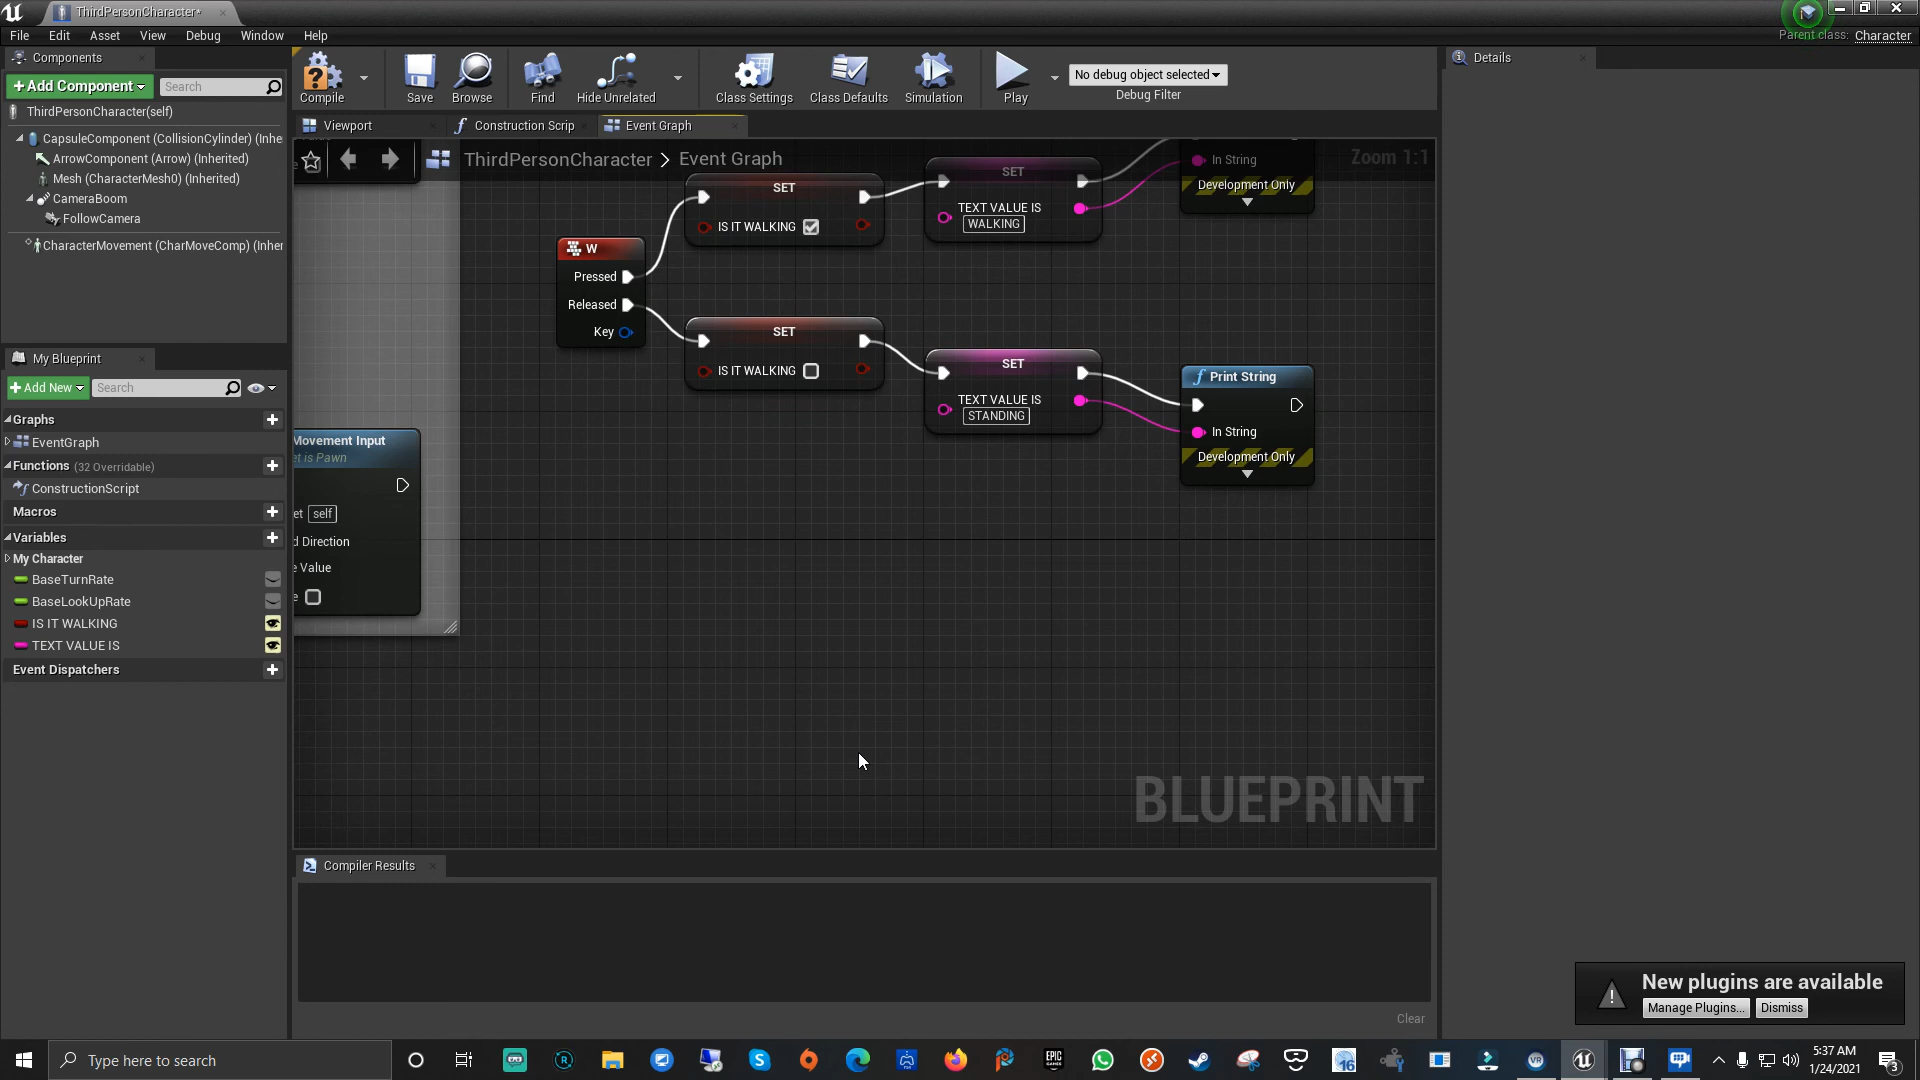 ThirdPersonCharacter*
File Edit Asset View Debug Window Help
Parent class: Character
Components
Details
+Add Component
Search
Compile
Save
Browse
Find
Hide Unrelated
Class Settings
Class Defaults
Simulation
Play
No debug object selected
Debug Filter
ThirdPersonCharacter(self)
CapsuleComponent (CollisionCylinder) (Inhe
ArrowComponent (Arrow) (Inherited)
Mesh (CharacterMesh0) (Inherited)
CameraBoom
FollowCamera
CharacterMovement (CharMoveComp) (Inher
Viewport
Construction Scrip
Event Graph
ThirdPersonCharacter > Event Graph
Zoom 1:1
SET
IS IT WALKING
SET
TEXT VALUE IS
WALKING
In String
Development Only
W
Pressed
Released
Key
SET
IS IT WALKING
SET
TEXT VALUE IS
STANDING
Print String
In String
Development Only
Movement Input
et is Pawn
et self
d Direction
e Value
e
BLUEPRINT
My Blueprint
+Add New
Search
Graphs
EventGraph
Functions (32 Overridable)
ConstructionScript
Macros
Variables
My Character
BaseTurnRate
BaseLookUpRate
IS IT WALKING
TEXT VALUE IS
Event Dispatchers
Compiler Results
Clear
New plugins are available
Manage Plugins...
Dismiss
Type here to search
EPIC GAMES
16
VR
5:37 AM
1/24/2021
3